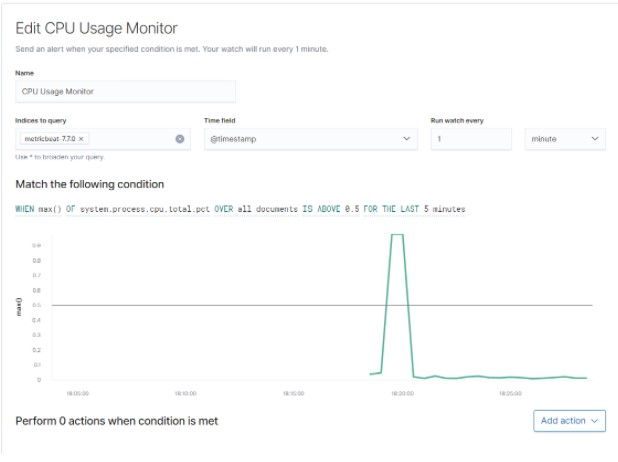 Edit CPU Usage Monitor
Send an alert when your specified condition is met. Your watch will run every 1 minute.
Name
CPU Usage Monitor
Indices to query
Time field
Run watch every
metricbeat-7.7.0 ×
@timestamp
1
minute
Use * to broaden your query.
Match the following condition
WHEN max() OF system.process.cpu.total.pct OVER all documents IS ABOVE 0.5 FOR THE LAST 5 minutes
max()
0.9
0.8
0.7
0.6
0.5
0.4
0.3
0.2
0.1
0
18:05:00
18:10:00
18:15:00
18:20:00
18:25:00
Perform 0 actions when condition is met
Add action